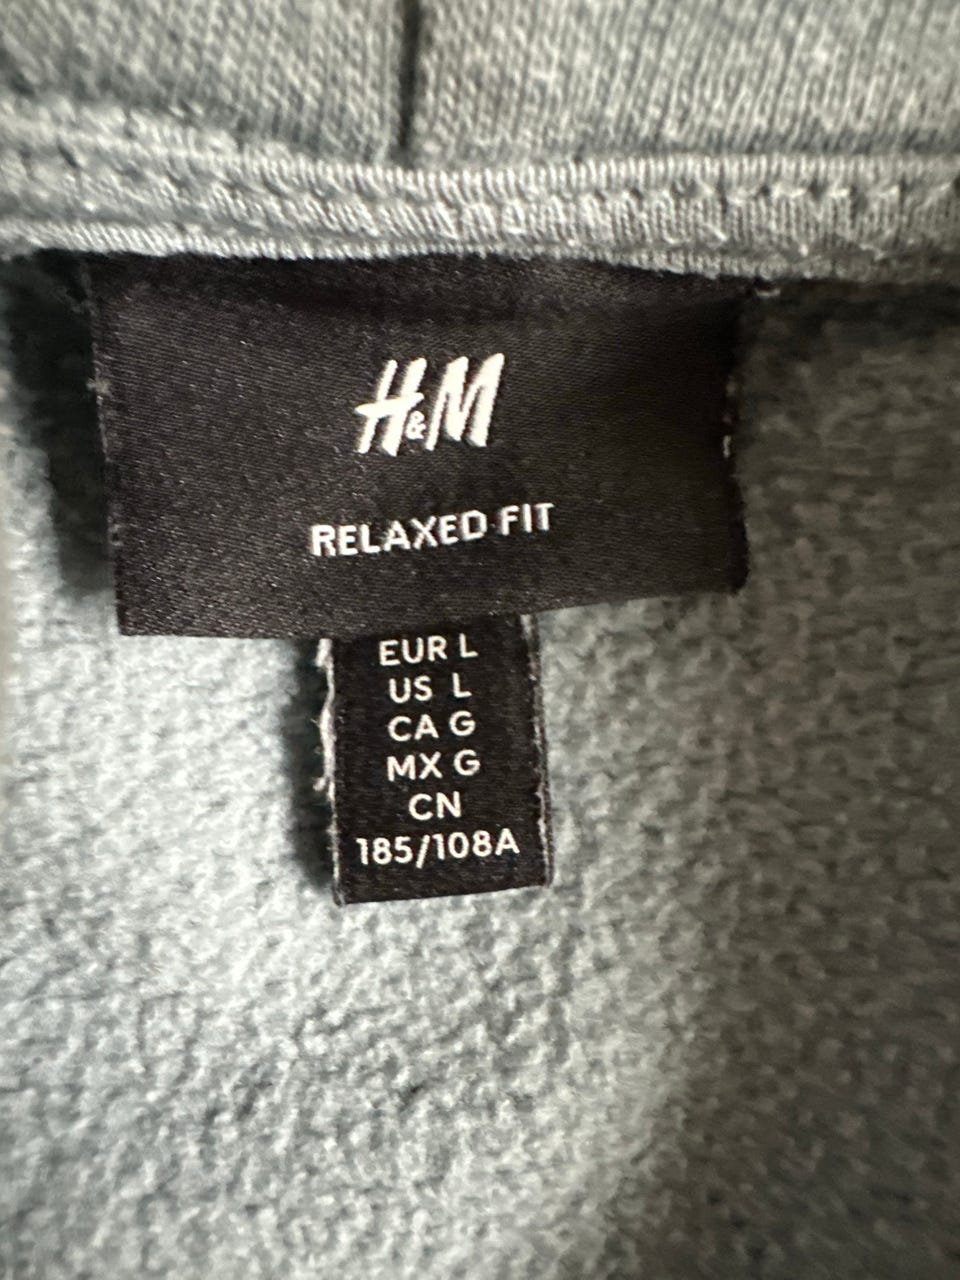 H&M
RELAXED FIT
EUR L
US L
CA G
MX G
CN
185/108A